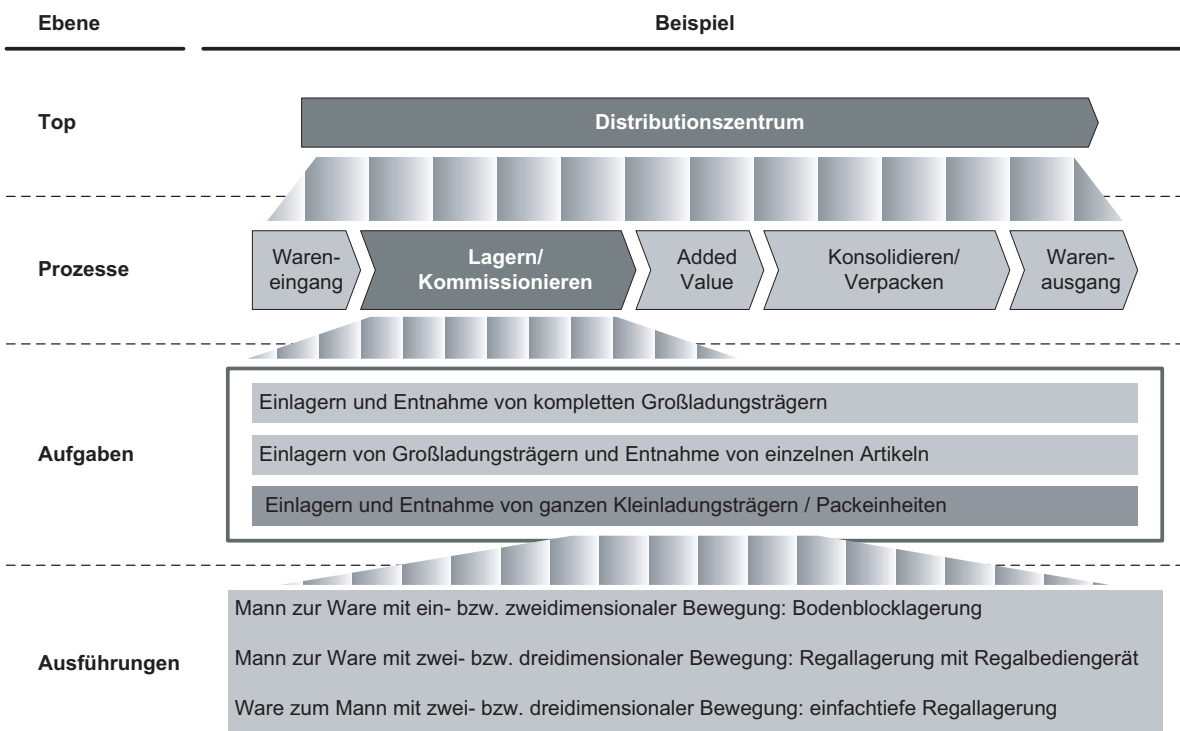 Ebene
Beispiel
Top
Distributionszentrum
Prozesse
Waren-
eingang
Lagern/
Kommissionieren
Added
Value
Konsolidieren/
Verpacken
Waren-
ausgang
Aufgaben
Einlagern und Entnahme von kompletten Großladungsträgern
Einlagern von Großladungsträgern und Entnahme von einzelnen Artikeln
Einlagern und Entnahme von ganzen Kleinladungsträgern / Packeinheiten
Ausführungen
Mann zur Ware mit ein- bzw. zweidimensionaler Bewegung: Bodenblocklagerung
Mann zur Ware mit zwei- bzw. dreidimensionaler Bewegung: Regallagerung mit Regalbediengerät
Ware zum Mann mit zwei- bzw. dreidimensionaler Bewegung: einfachtiefe Regallagerung